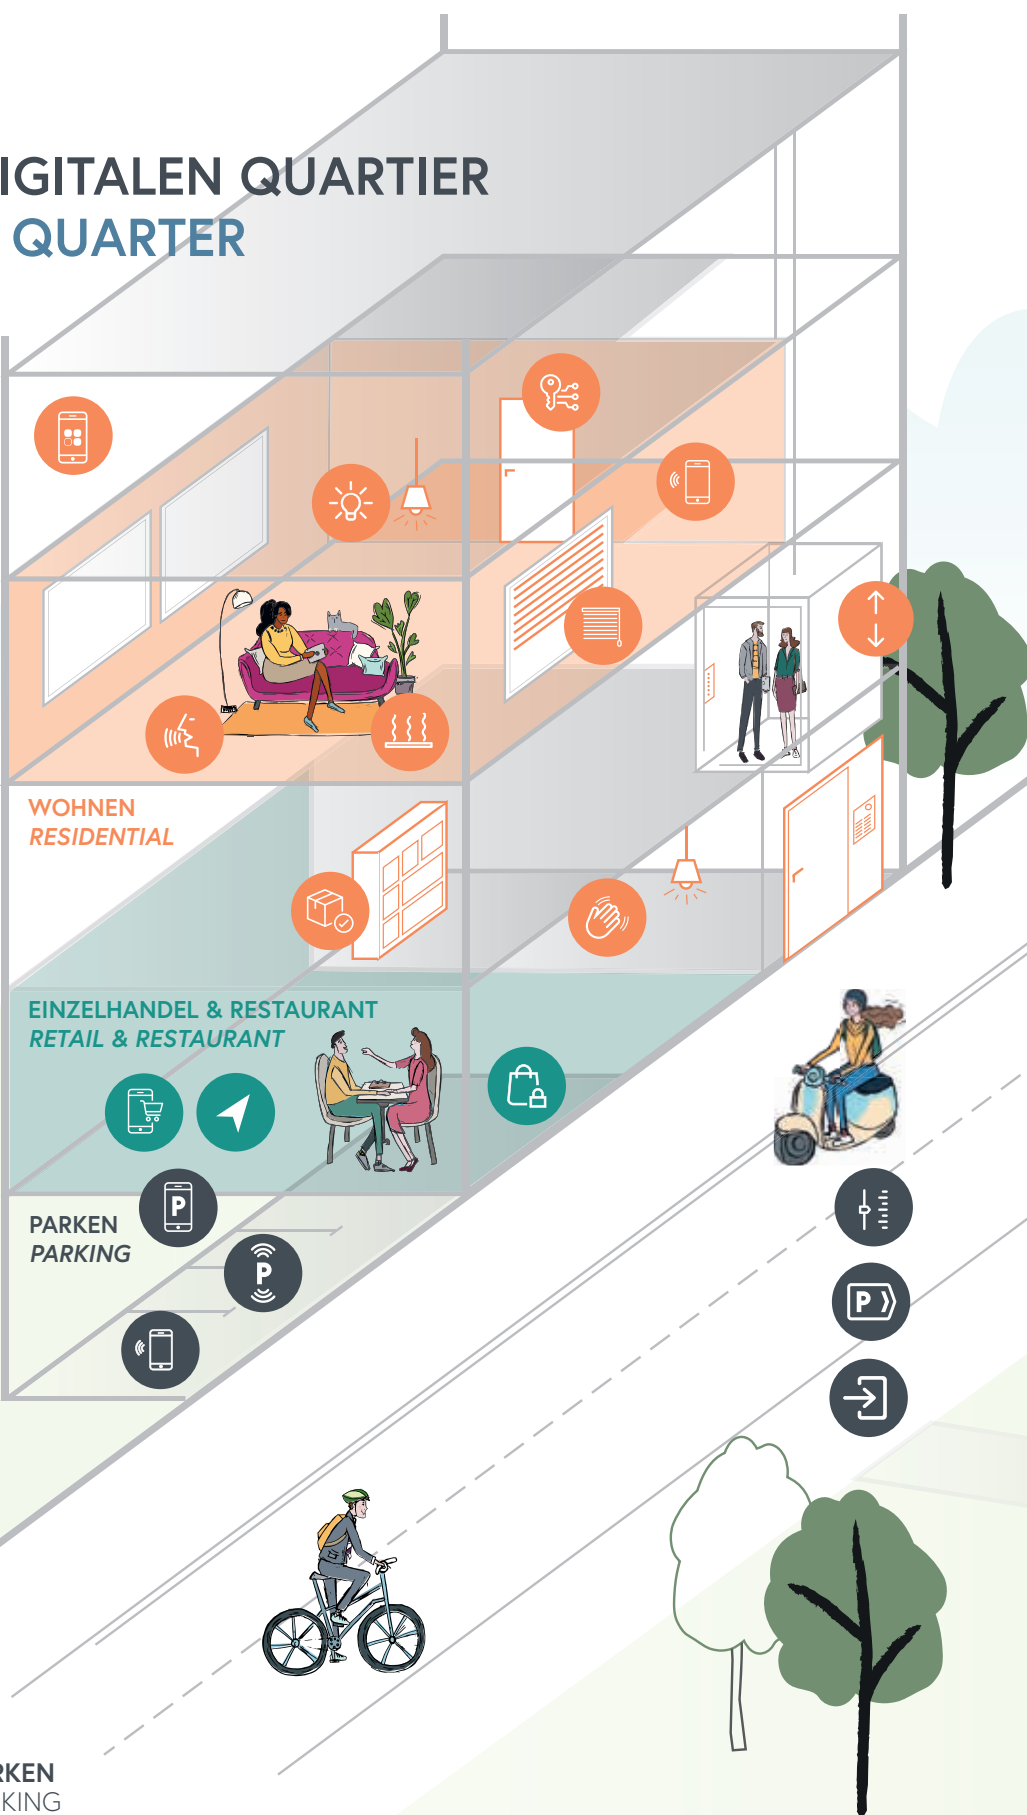 IGITALEN QUARTIER
QUARTER
WOHNEN
RESIDENTIAL
EINZELHANDEL & RESTAURANT
RETAIL & RESTAURANT
P
PARKEN
PARKING
P
P
RKEN
KING